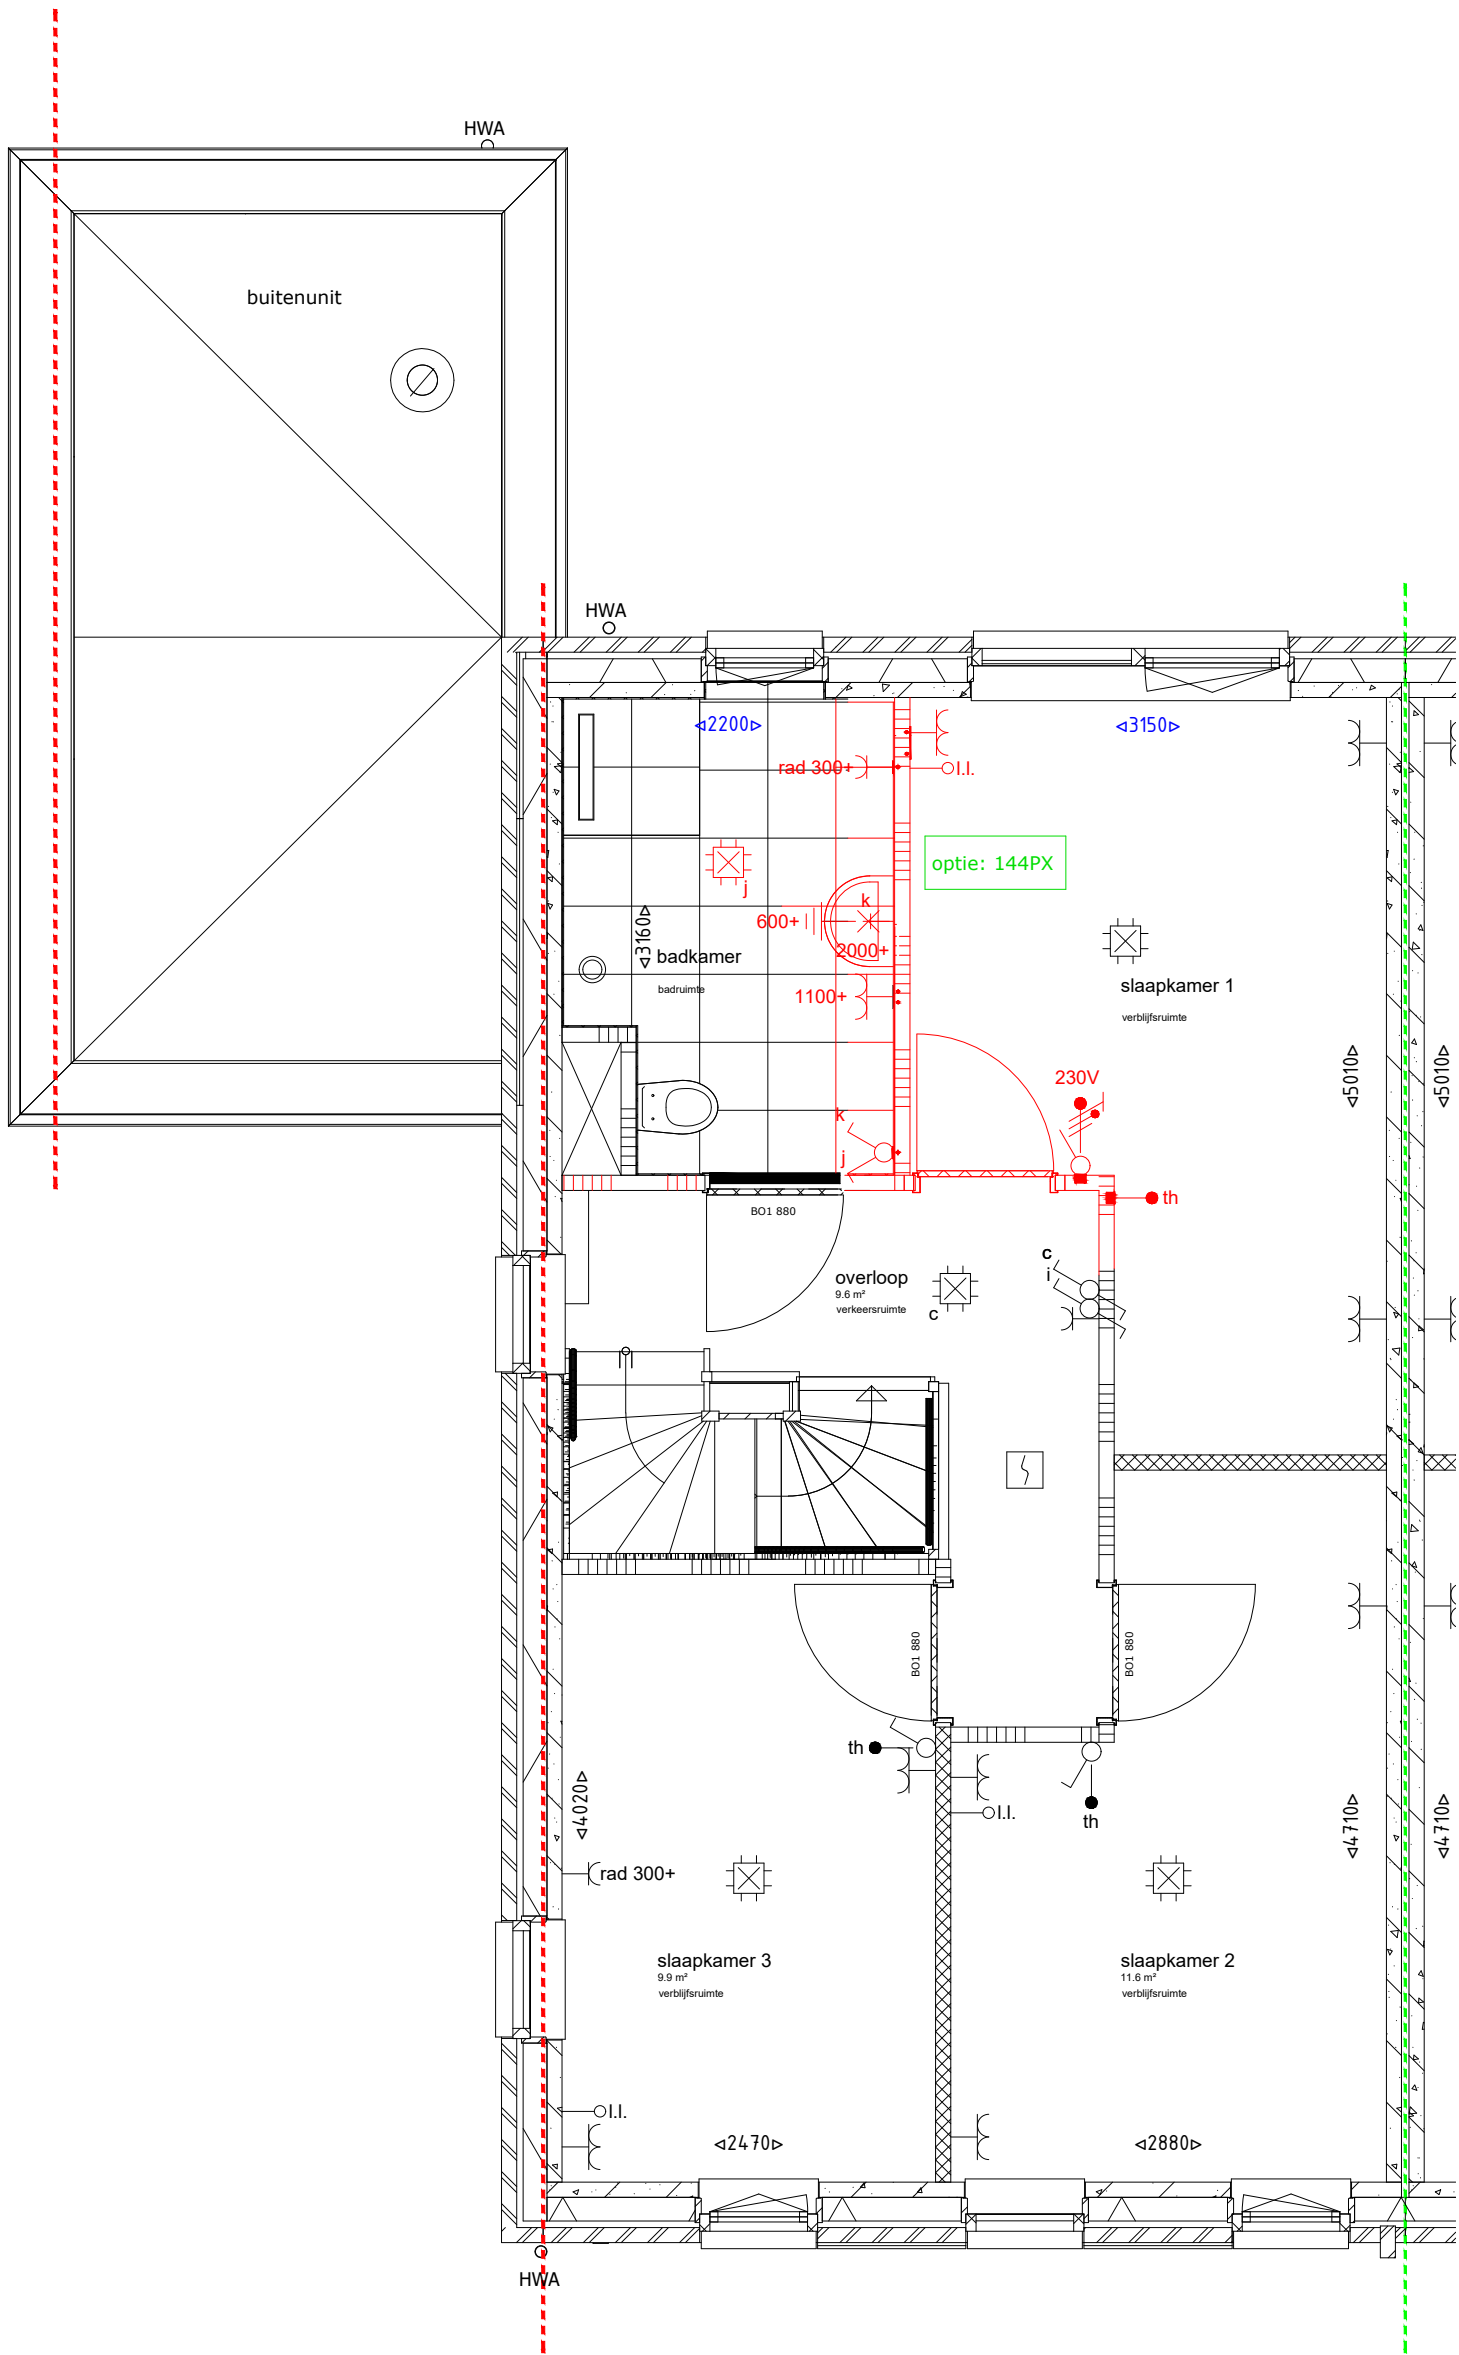 HWA
buitenunit
HWA
◁2200▷
◁3150▷
rad 300+
l.l.
j
optie: 144PX
k
600+
2000+
◁3160▷
badkamer
badruimte
1100+
slaapkamer 1
verblijfsruimte
◁5010▷
◁5010▷
230V
k
j
th
BO1 880
c
i
overloop
9.6 m²
verkeersruimte
c
BO1 880
BO1 880
th
l.l.
th
◁4020▷
◁4710▷
◁4710▷
rad 300+
slaapkamer 3
9.9 m²
verblijfsruimte
slaapkamer 2
11.6 m²
verblijfsruimte
l.l.
◁2470▷
◁2880▷
HWA